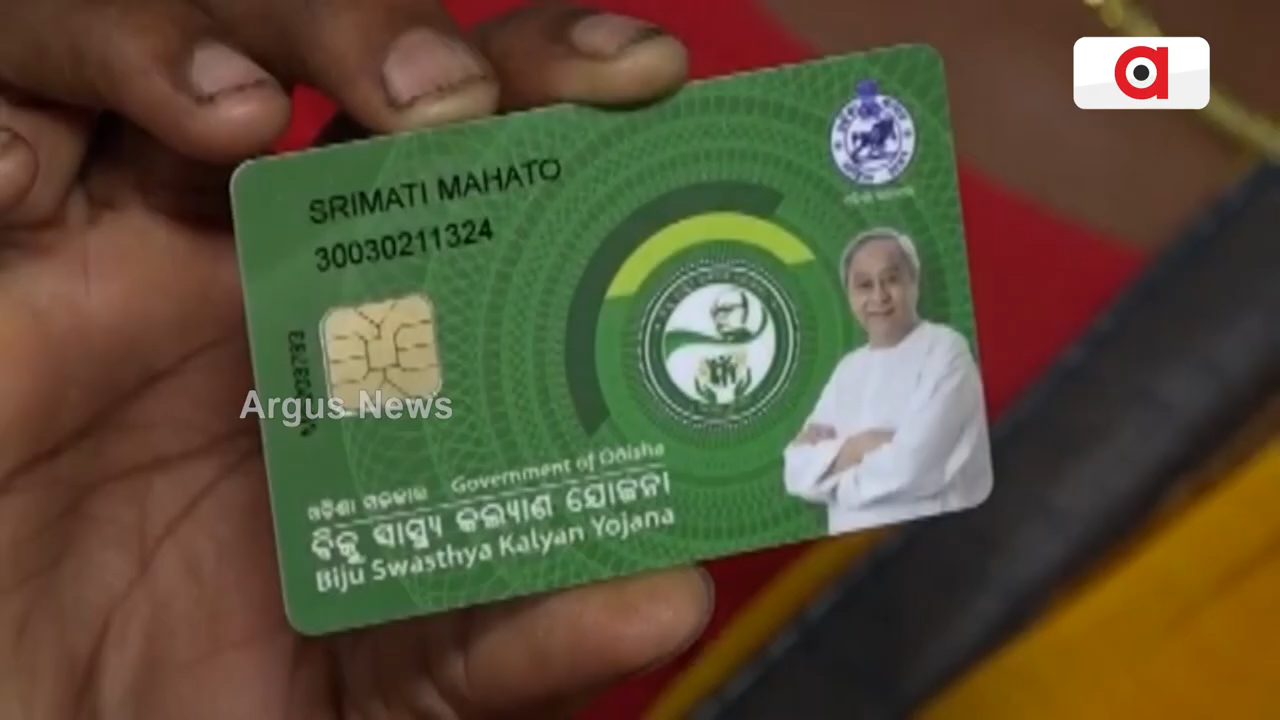 SRIMATI MAHATO
30030211324
Argus News
ଓଡ଼ିଶା ସରକାର Government of Odisha
ବିଜୁ ସ୍ୱାସ୍ଥ୍ୟ କଲ୍ୟାଣ ଯୋଜନା
Biju Swasthya Kalyan Yojana